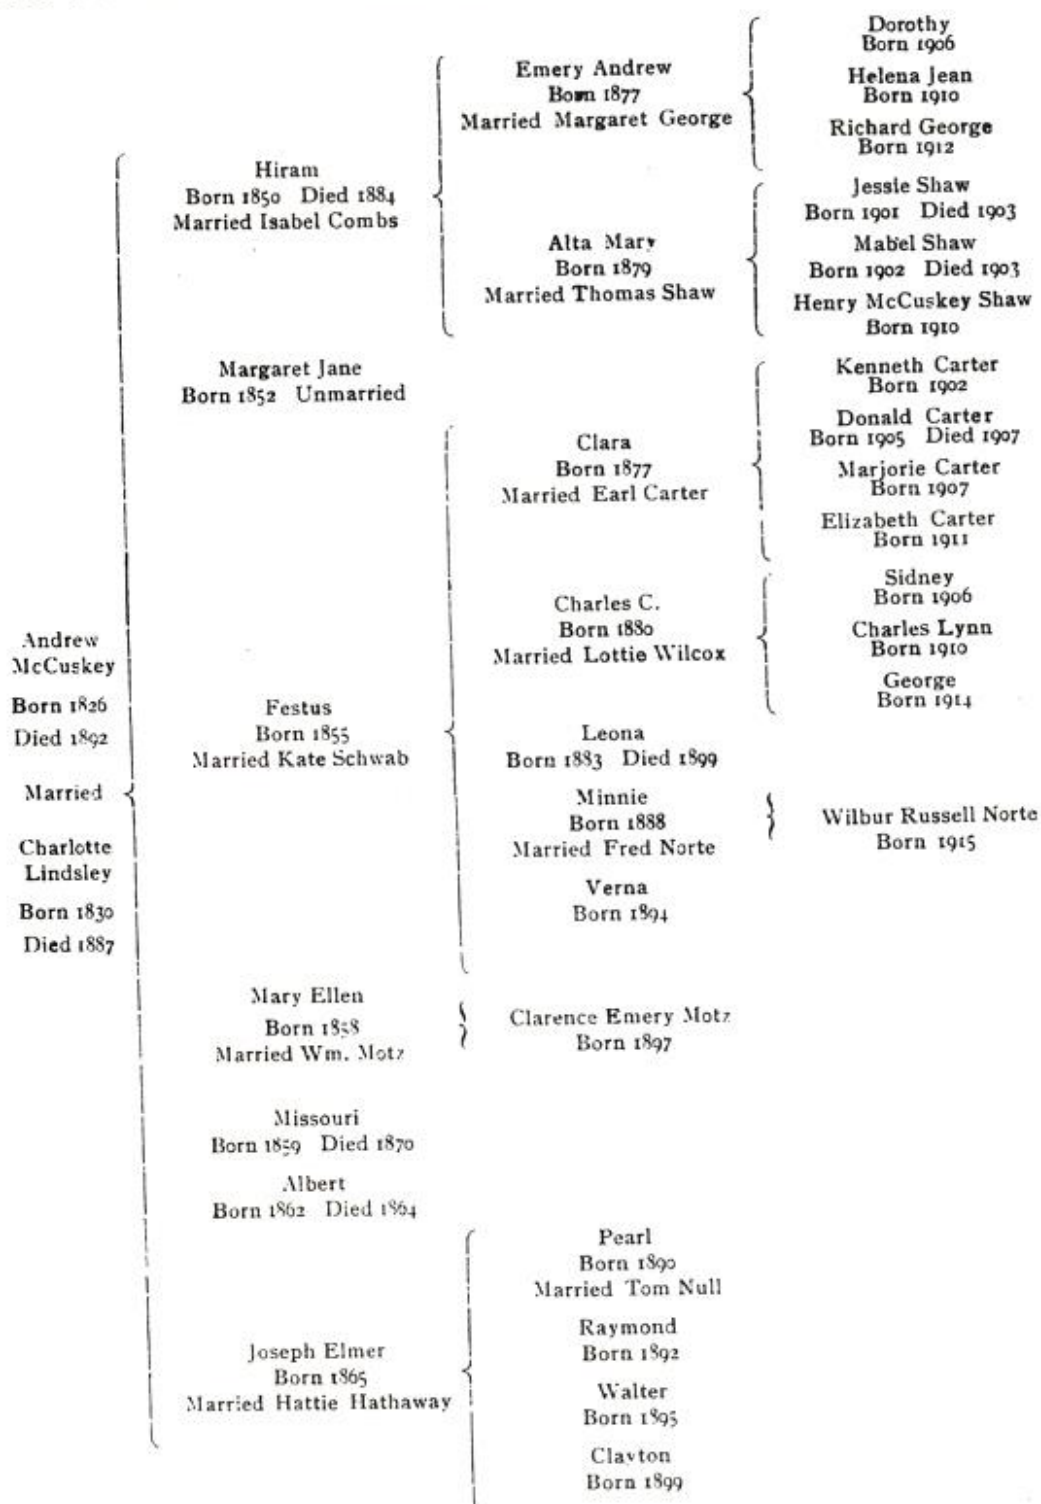 Andrew
McCuskey
Born 1826
Died 1892
Married
Charlotte
Lindsley
Born 1830
Died 1887
Hiram
Born 1850 Died 1884
Married Isabel Combs
Emery Andrew
Born 1877
Married Margaret George
Dorothy
Born 1906
Helena Jean
Born 1910
Richard George
Born 1912
Alta Mary
Born 1879
Married Thomas Shaw
Jessie Shaw
Born 1901 Died 1903
Mabel Shaw
Born 1902 Died 1903
Henry McCuskey Shaw
Born 1910
Margaret Jane
Born 1852 Unmarried
Festus
Born 1855
Married Kate Schwab
Clara
Born 1877
Married Earl Carter
Kenneth Carter
Born 1902
Donald Carter
Born 1905 Died 1907
Marjorie Carter
Born 1907
Elizabeth Carter
Born 1911
Charles C.
Born 1880
Married Lottie Wilcox
Sidney
Born 1906
Charles Lynn
Born 1910
George
Born 1914
Leona
Born 1883 Died 1899
Minnie
Born 1888
Married Fred Norte
Wilbur Russell Norte
Born 1915
Verna
Born 1894
Mary Ellen
Born 1858
Married Wm. Motz
Clarence Emery Motz
Born 1897
Missouri
Born 1859 Died 1870
Albert
Born 1862 Died 1864
Joseph Elmer
Born 1865
Married Hattie Hathaway
Pearl
Born 1890
Married Tom Null
Raymond
Born 1892
Walter
Born 1895
Clayton
Born 1899